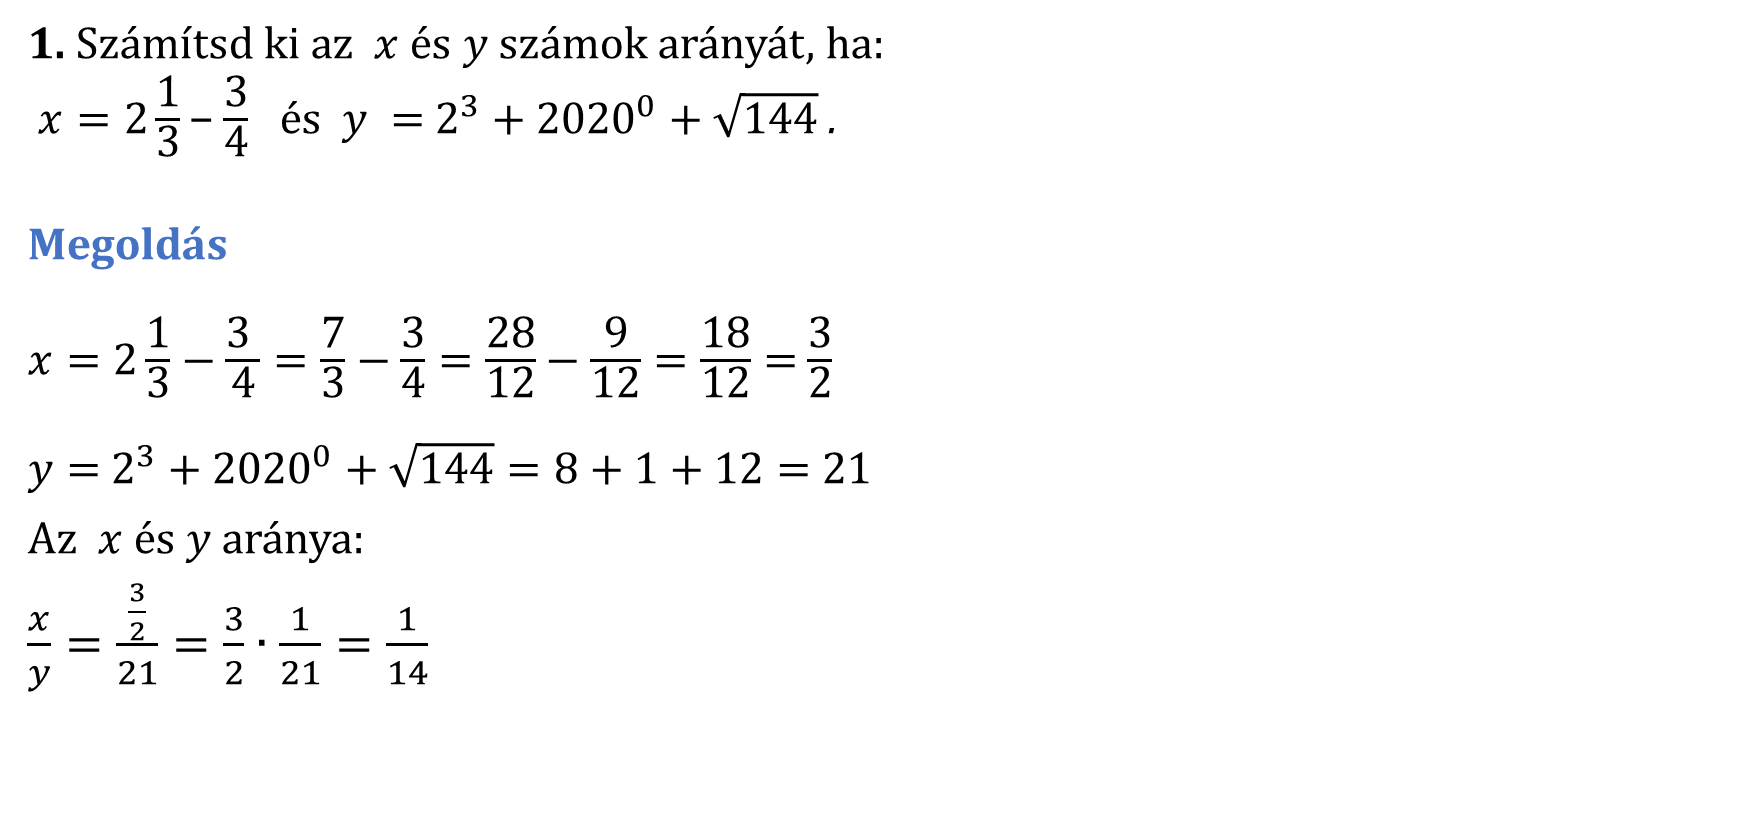 1. Számítsd ki az x és y számok arányát, ha:
x = 2 1/3 − 3/4 és y = 2³ + 2020⁰ + √144 .
Megoldás
x = 2 1/3 − 3/4 = 7/3 − 3/4 = 28/12 − 9/12 = 18/12 = 3/2
y = 2³ + 2020⁰ + √144 = 8 + 1 + 12 = 21
Az x és y aránya:
x/y = (3/2)/21 = 3/2 · 1/21 = 1/14